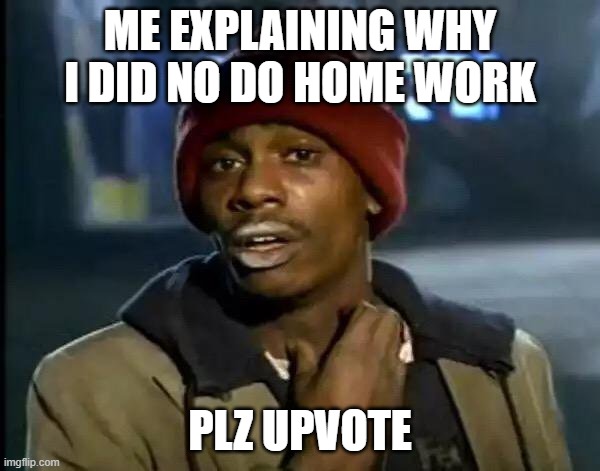 ME EXPLAINING WHY
I DID NO DO HOME WORK
PLZ UPVOTE
imgflip.com